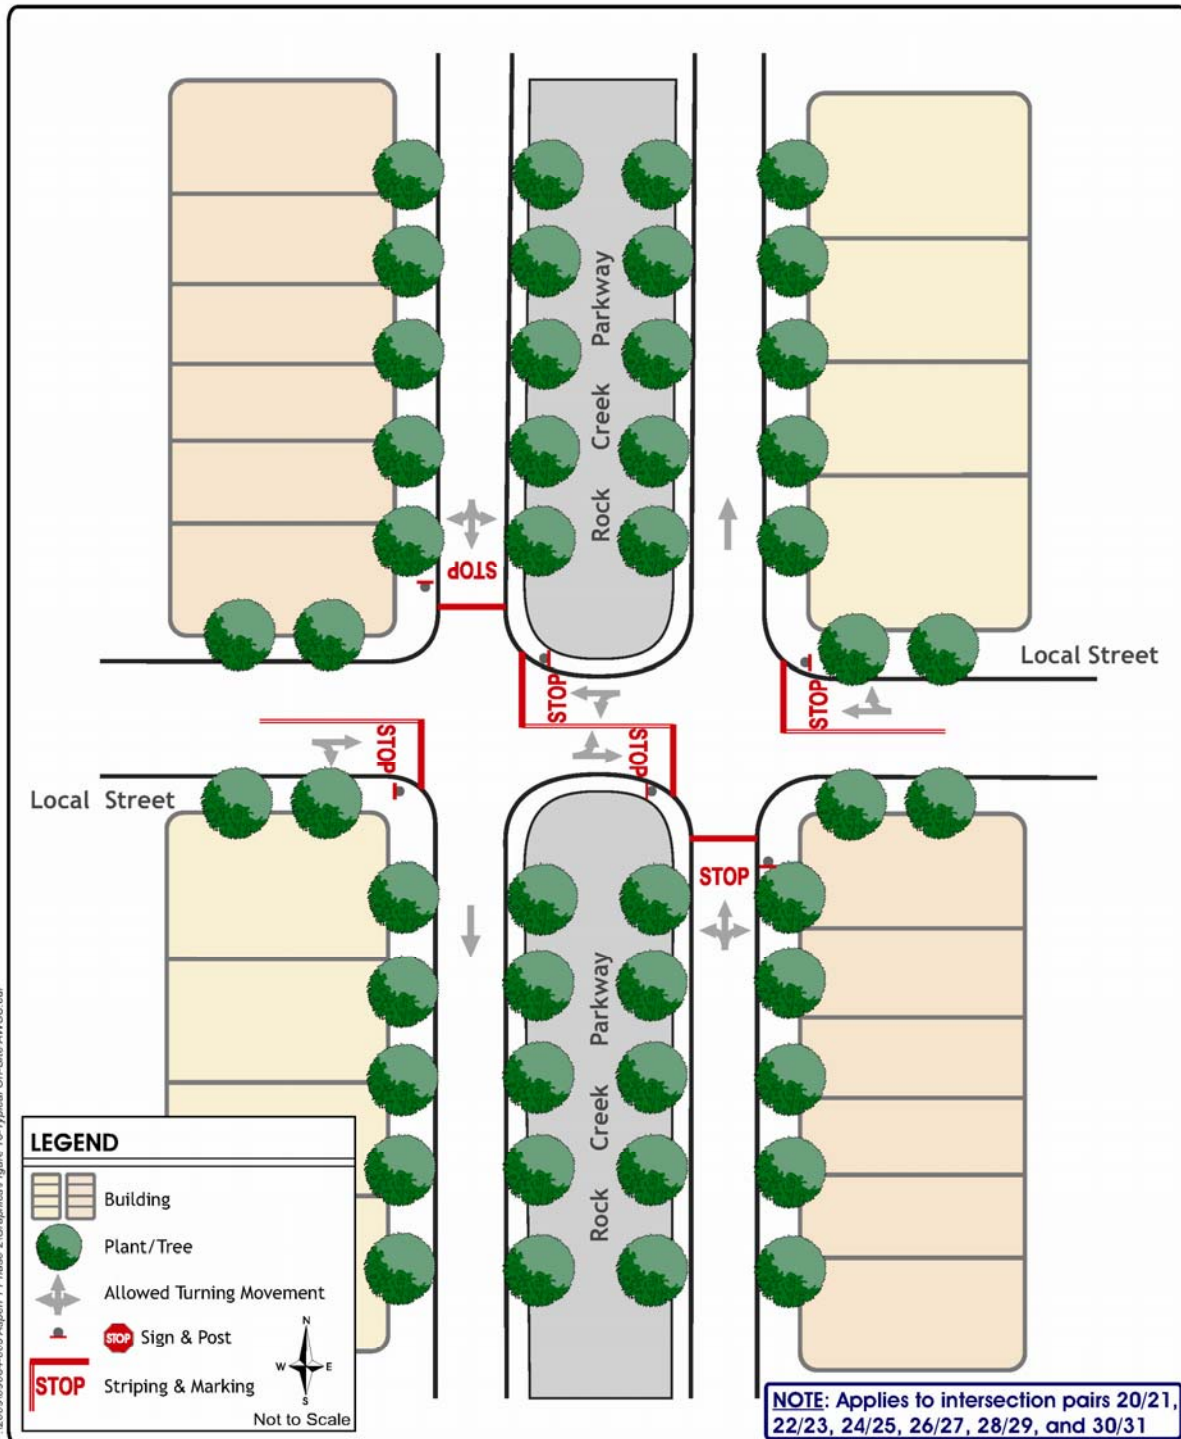 Rock Creek Parkway
STOP
Local Street
STOP
STOP
STOP
STOP
Local Street
STOP
Rock Creek Parkway
LEGEND
Building
Plant/Tree
Allowed Turning Movement
STOP Sign & Post
STOP Striping & Marking
N
W E
S
Not to Scale
NOTE: Applies to intersection pairs 20/21,
22/23, 24/25, 26/27, 28/29, and 30/31